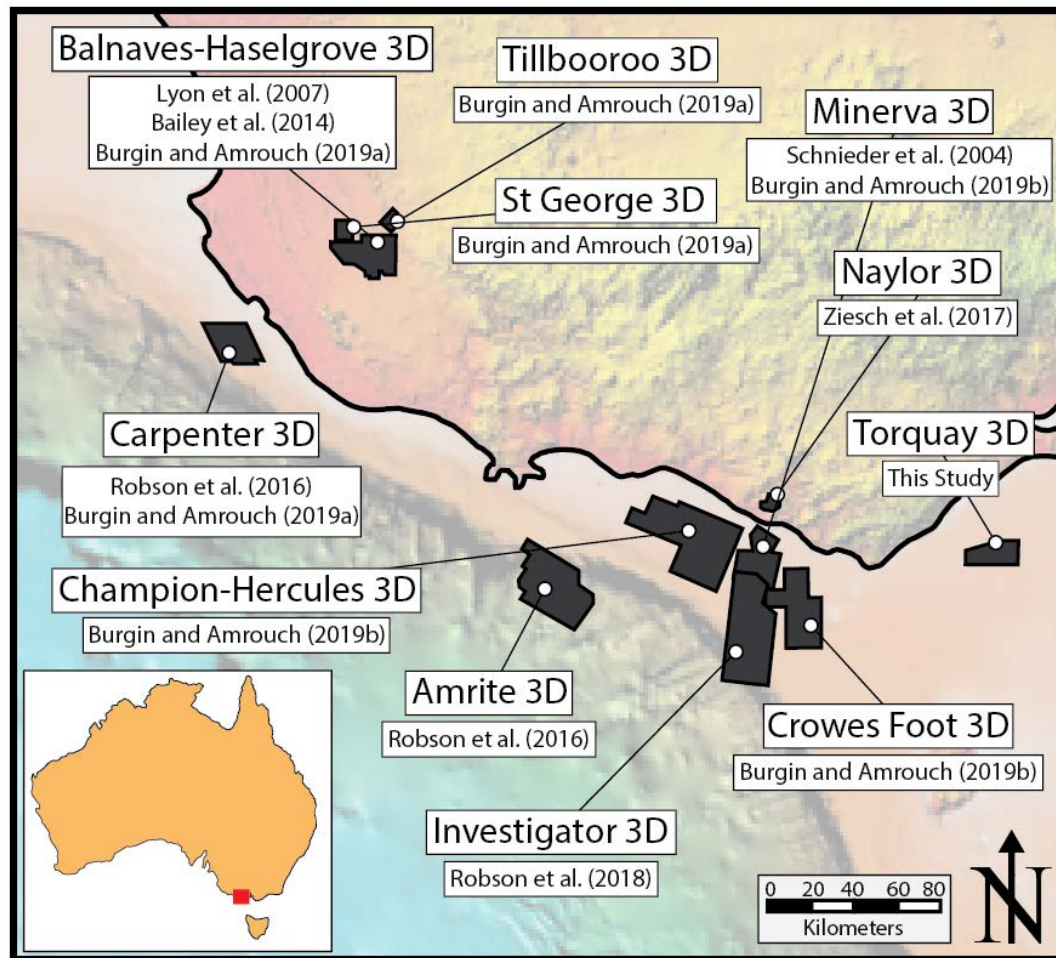 Balnaves-Haselgrove 3D
Lyon et al. (2007)
Bailey et al. (2014)
Burgin and Amrouch (2019a)
Tillbooroo 3D
Burgin and Amrouch (2019a)
St George 3D
Burgin and Amrouch (2019a)
Minerva 3D
Schnieder et al. (2004)
Burgin and Amrouch (2019b)
Naylor 3D
Ziesch et al. (2017)
Torquay 3D
This Study
Carpenter 3D
Robson et al. (2016)
Burgin and Amrouch (2019a)
Champion-Hercules 3D
Burgin and Amrouch (2019b)
Amrite 3D
Robson et al. (2016)
Crowes Foot 3D
Burgin and Amrouch (2019b)
Investigator 3D
Robson et al. (2018)
0 20 40 60 80
Kilometers
N